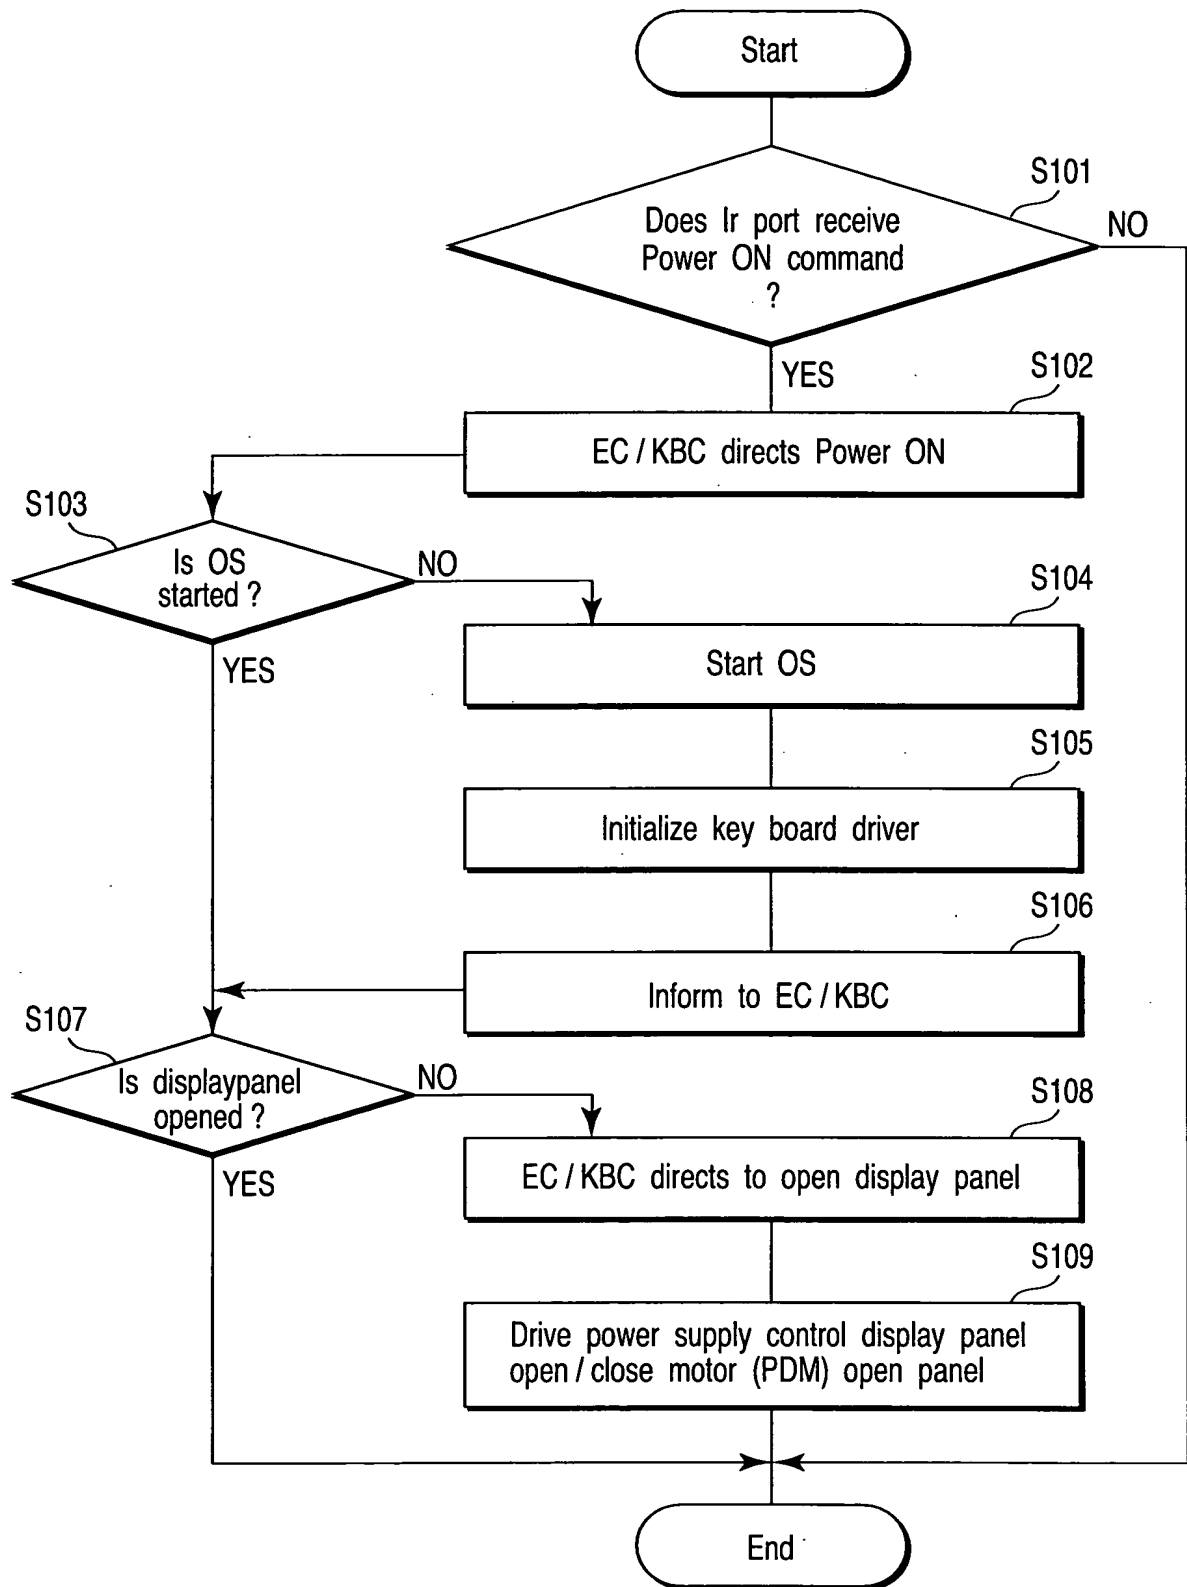 Start
S101
Does Ir port receive
Power ON command
?
NO
YES
S102
EC / KBC directs Power ON
S103
Is OS
started ?
NO
YES
S104
Start OS
S105
Initialize key board driver
S106
Inform to EC / KBC
S107
Is displaypanel
opened ?
NO
YES
S108
EC / KBC directs to open display panel
S109
Drive power supply control display panel
open / close motor (PDM) open panel
End